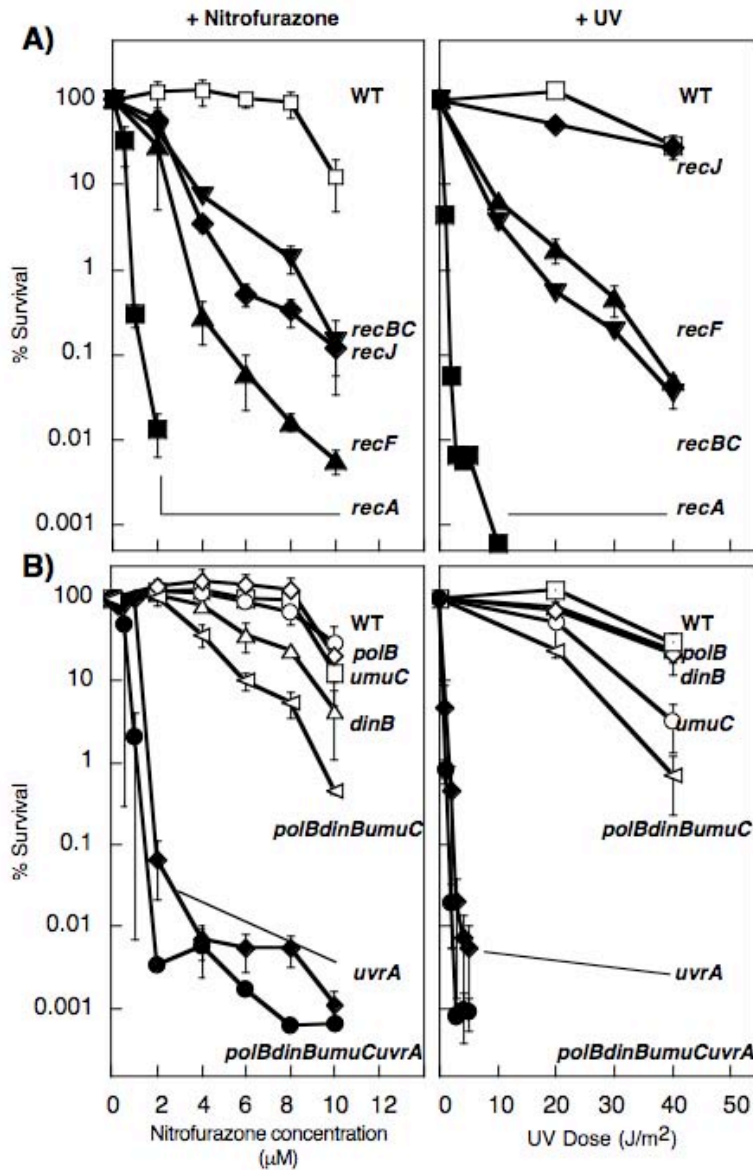 + Nitrofurazone
+ UV
A)
100
10
1
0.1
0.01
0.001
% Survival
WT
recBC
recJ
recF
recA
WT
recJ
recF
recBC
recA
B)
100
10
1
0.1
0.01
0.001
% Survival
WT
polB
umuC
dinB
polBdinBumuC
uvrA
polBdinBumuCuvrA
WT
polB
dinB
umuC
polBdinBumuC
uvrA
polBdinBumuCuvrA
0 2 4 6 8 10 12
Nitrofurazone concentration
(μM)
0 10 20 30 40 50
UV Dose (J/m²)